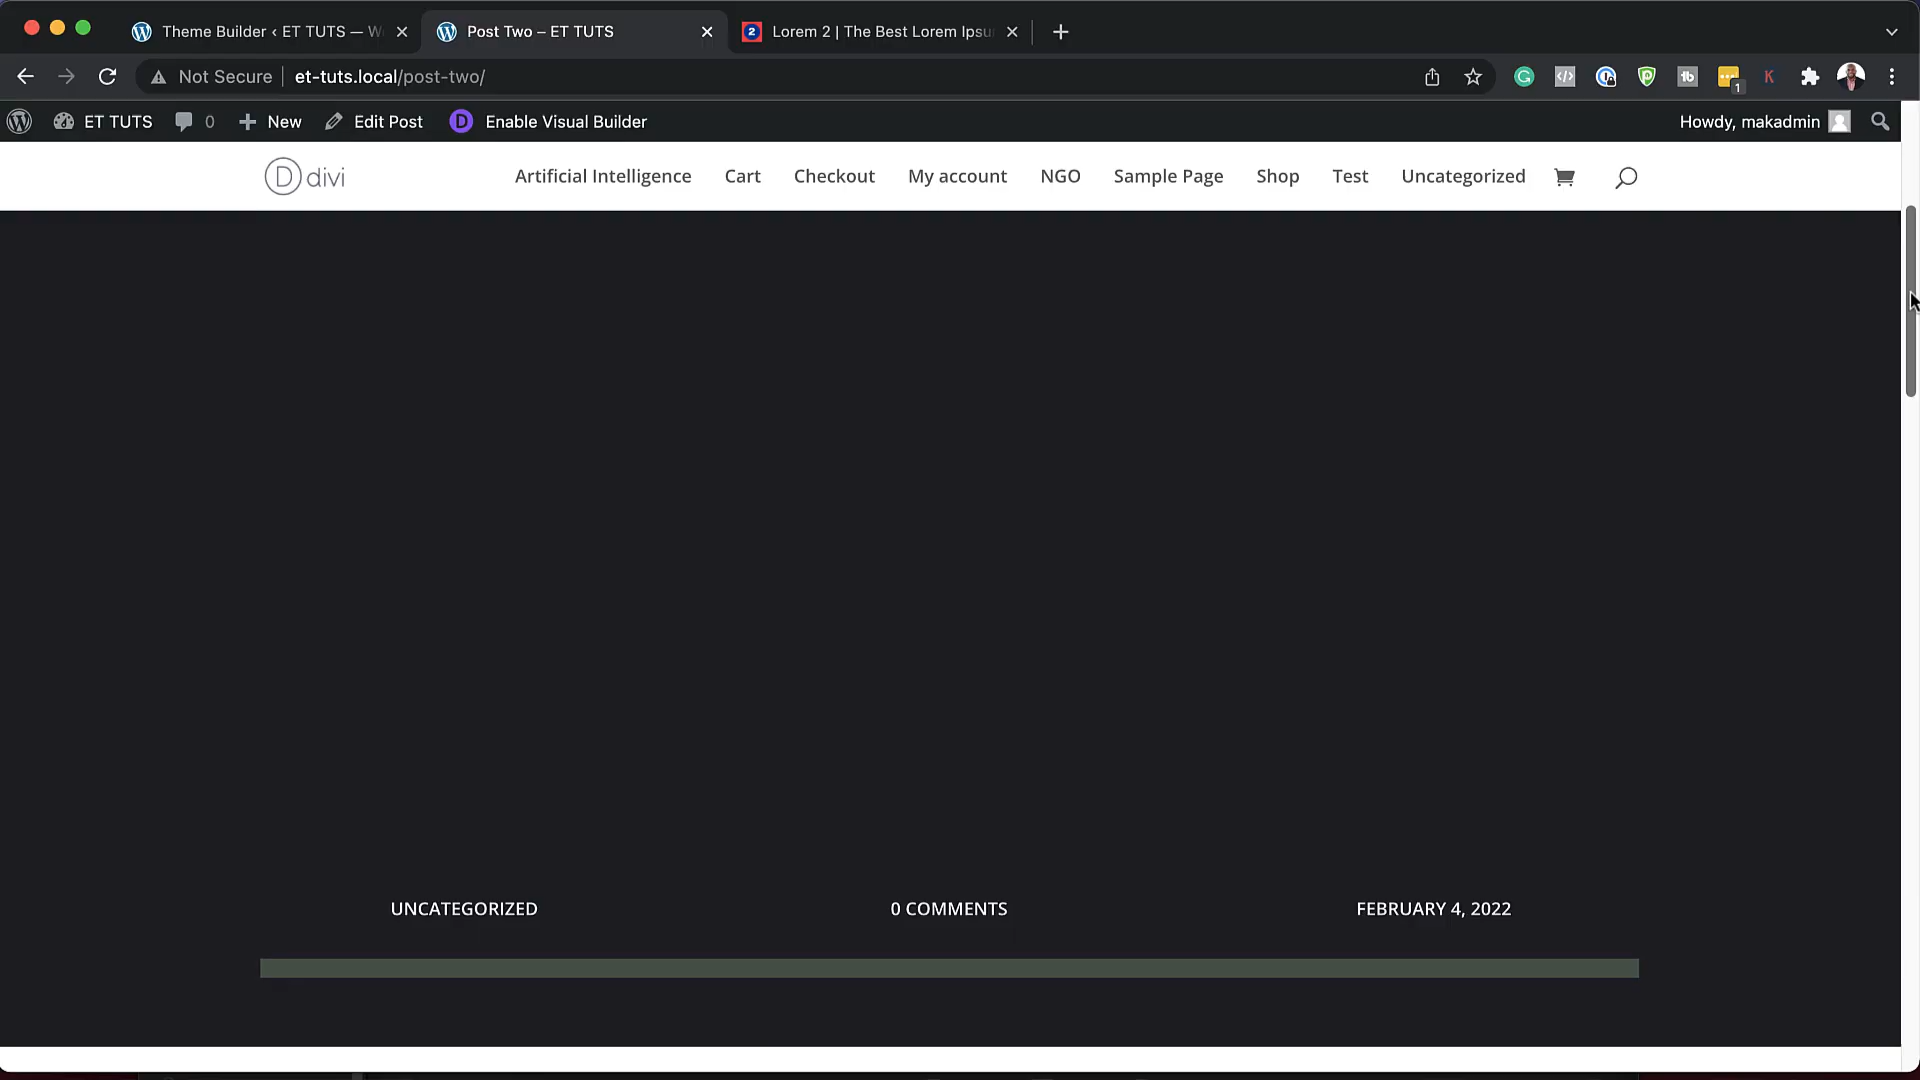 Theme Builder ‹ ET TUTS — W
Post Two – ET TUTS
2
Lorem 2 | The Best Lorem Ipsu
Not Secure
et-tuts.local/post-two/
1
ET TUTS
0
New
Edit Post
D
Enable Visual Builder
Howdy, makadmin
D divi
Artificial Intelligence
Cart
Checkout
My account
NGO
Sample Page
Shop
Test
Uncategorized
UNCATEGORIZED
0 COMMENTS
FEBRUARY 4, 2022